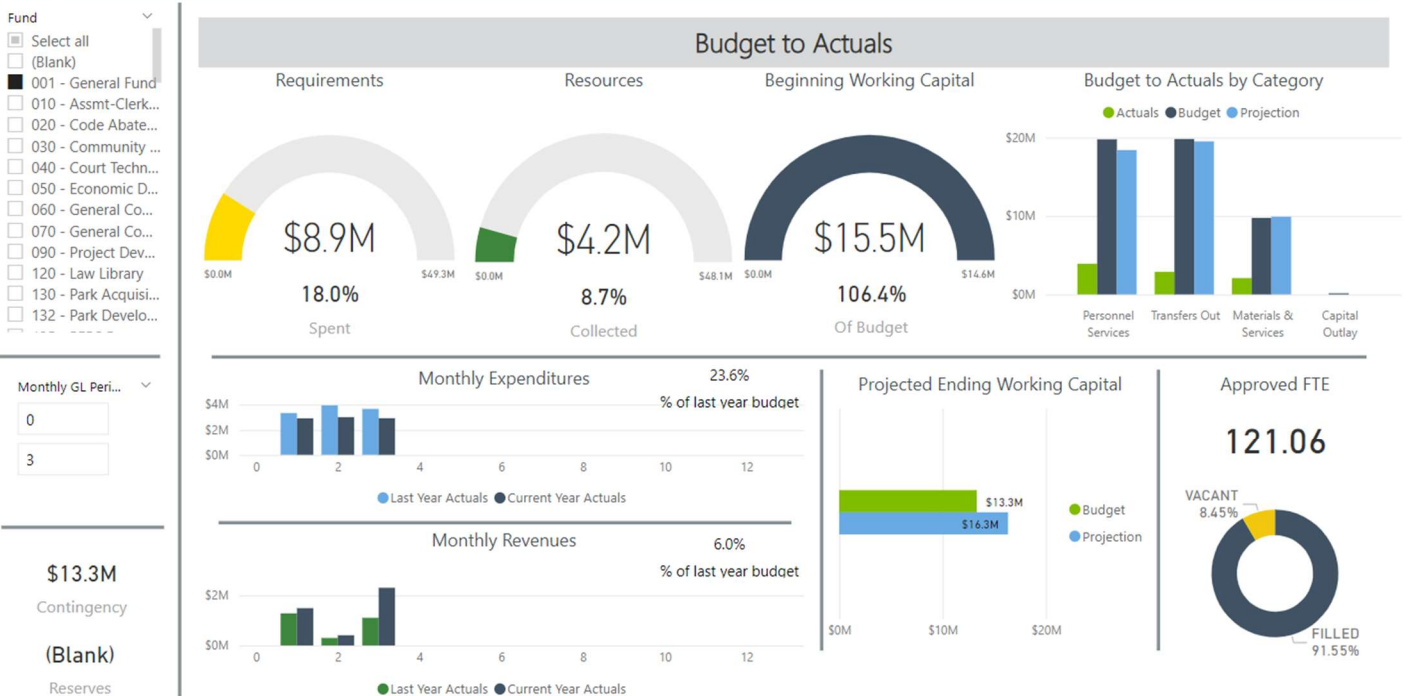 Fund
Select all
(Blank)
001 - General Fund
010 - Assmt-Clerk...
020 - Code Abate...
030 - Community ...
040 - Court Techn...
050 - Economic D...
060 - General Co...
070 - General Co...
090 - Project Dev...
120 - Law Library
130 - Park Acquisi...
132 - Park Develo...
Monthly GL Peri...
0
3
$13.3M
Contingency
(Blank)
Reserves
Budget to Actuals
Requirements
$8.9M
$0.0M
$49.3M
18.0%
Spent
Resources
$4.2M
$0.0M
$48.1M
8.7%
Collected
Beginning Working Capital
$15.5M
$0.0M
$14.6M
106.4%
Of Budget
Budget to Actuals by Category
Actuals Budget Projection
$20M
$10M
$0M
Personnel
Services
Transfers Out
Materials &
Services
Capital
Outlay
Monthly Expenditures
23.6%
% of last year budget
$4M
$2M
$0M
0 2 4 6 8 10 12
Last Year Actuals Current Year Actuals
Monthly Revenues
6.0%
% of last year budget
$2M
$0M
0 2 4 6 8 10 12
Last Year Actuals Current Year Actuals
Projected Ending Working Capital
$13.3M
$16.3M
Budget
Projection
$0M $10M $20M
Approved FTE
121.06
VACANT
8.45%
FILLED
91.55%